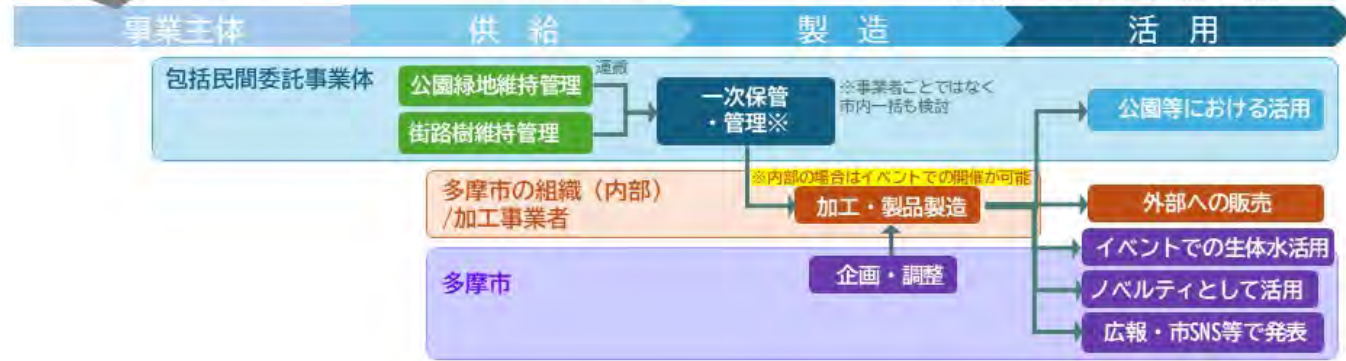 事業主体
供 給
製 造
活 用
包括民間委託事業体
公園緑地維持管理
街路樹維持管理
運搬
一次保管
・管理※
※事業者ごとではなく
市内一括も検討
公園等における活用
多摩市の組織（内部）
/加工事業者
※内部の場合はイベントでの開催が可能
加工・製品製造
外部への販売
多摩市
企画・調整
イベントでの生体水活用
ノベルティとして活用
広報・市SNS等で発表